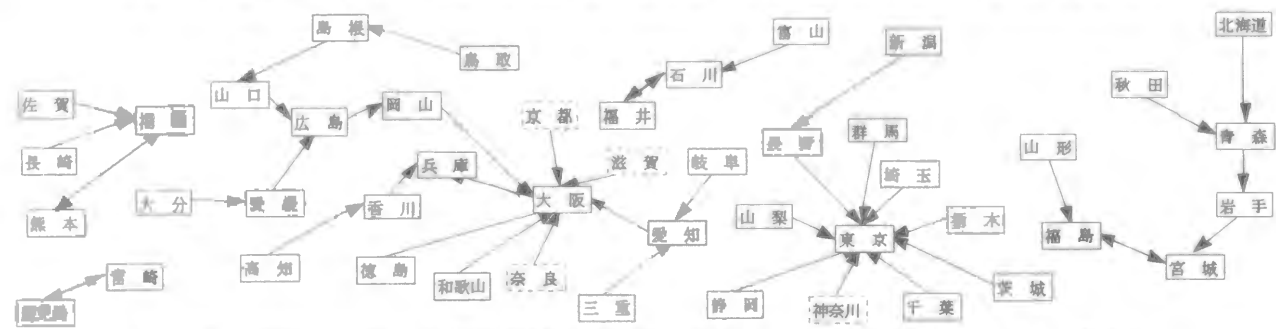 北海道
島根
富山
新潟
鳥取
石川
秋田
山口
岡山
佐賀
福岡
広島
京都
福井
長野
群馬
青森
長崎
兵庫
滋賀
岐阜
埼玉
山形
大分
愛媛
香川
大阪
岩手
熊本
愛知
山梨
東京
栃木
福島
宮城
宮崎
高知
徳島
和歌山
奈良
三重
静岡
神奈川
千葉
茨城
鹿児島